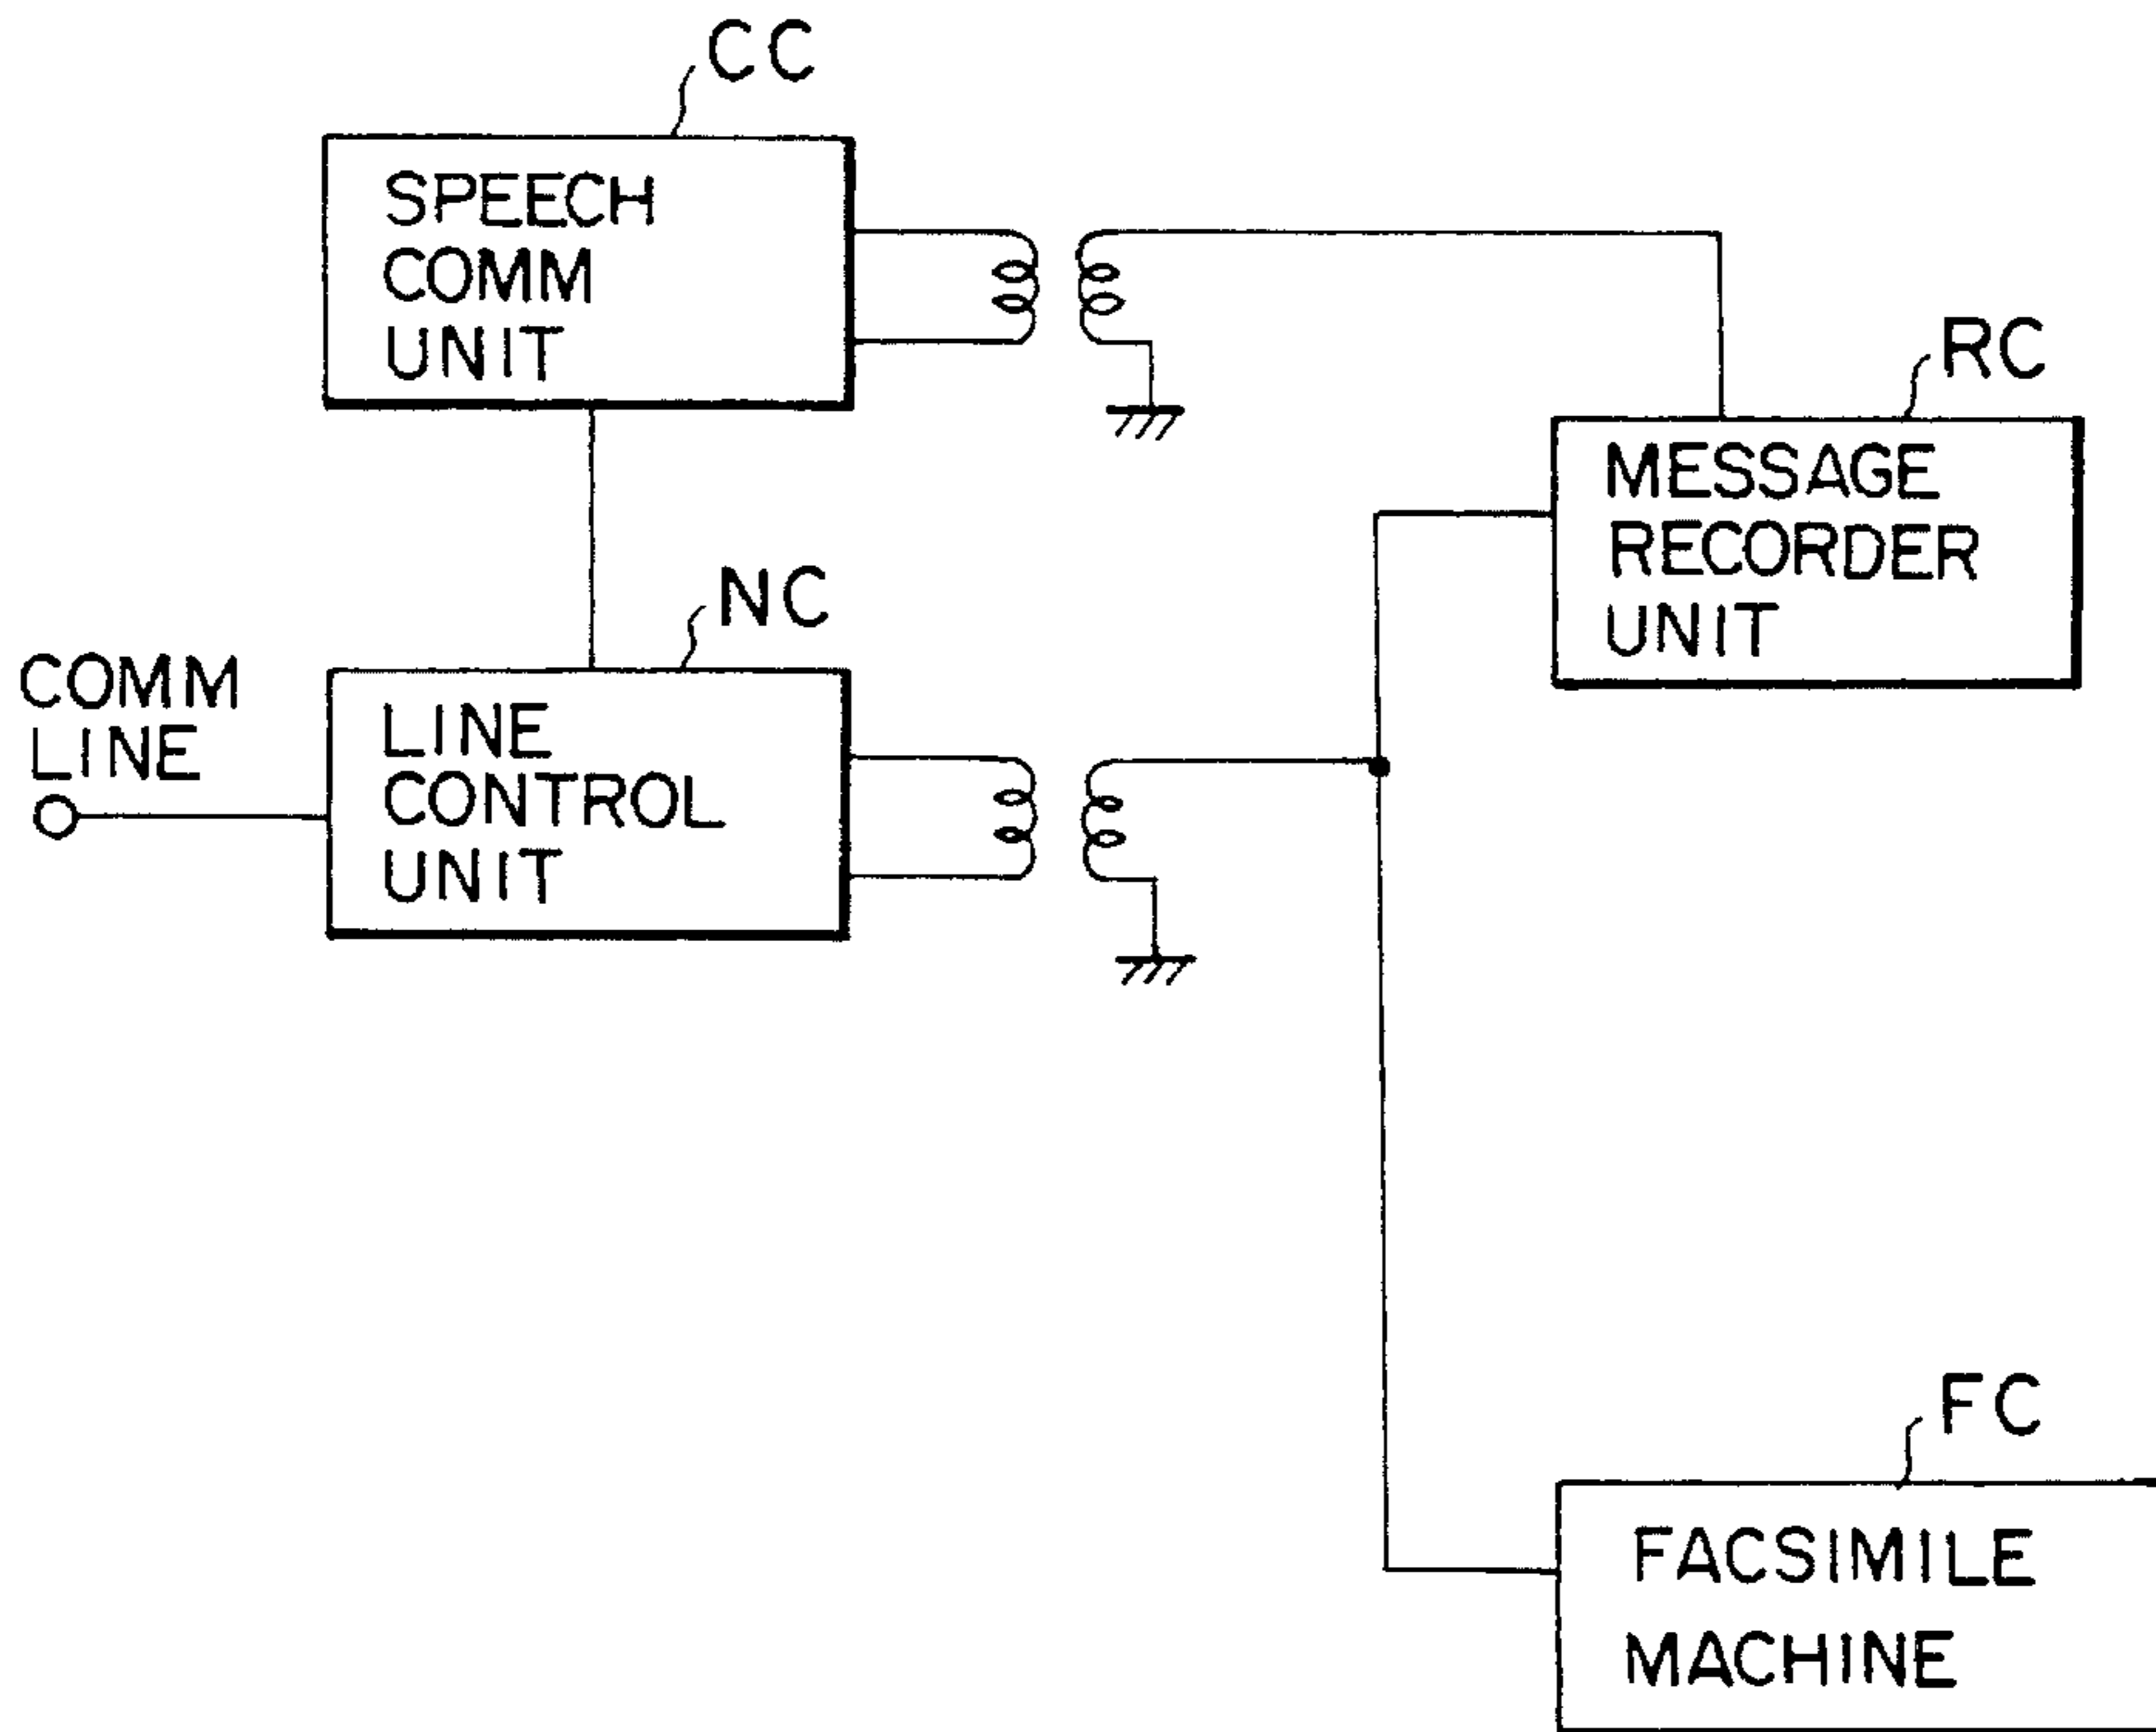 CC
SPEECH
COMM
UNIT
RC
MESSAGE
RECORDER
UNIT
NC
COMM
LINE
LINE
CONTROL
UNIT
FC
FACSIMILE
MACHINE